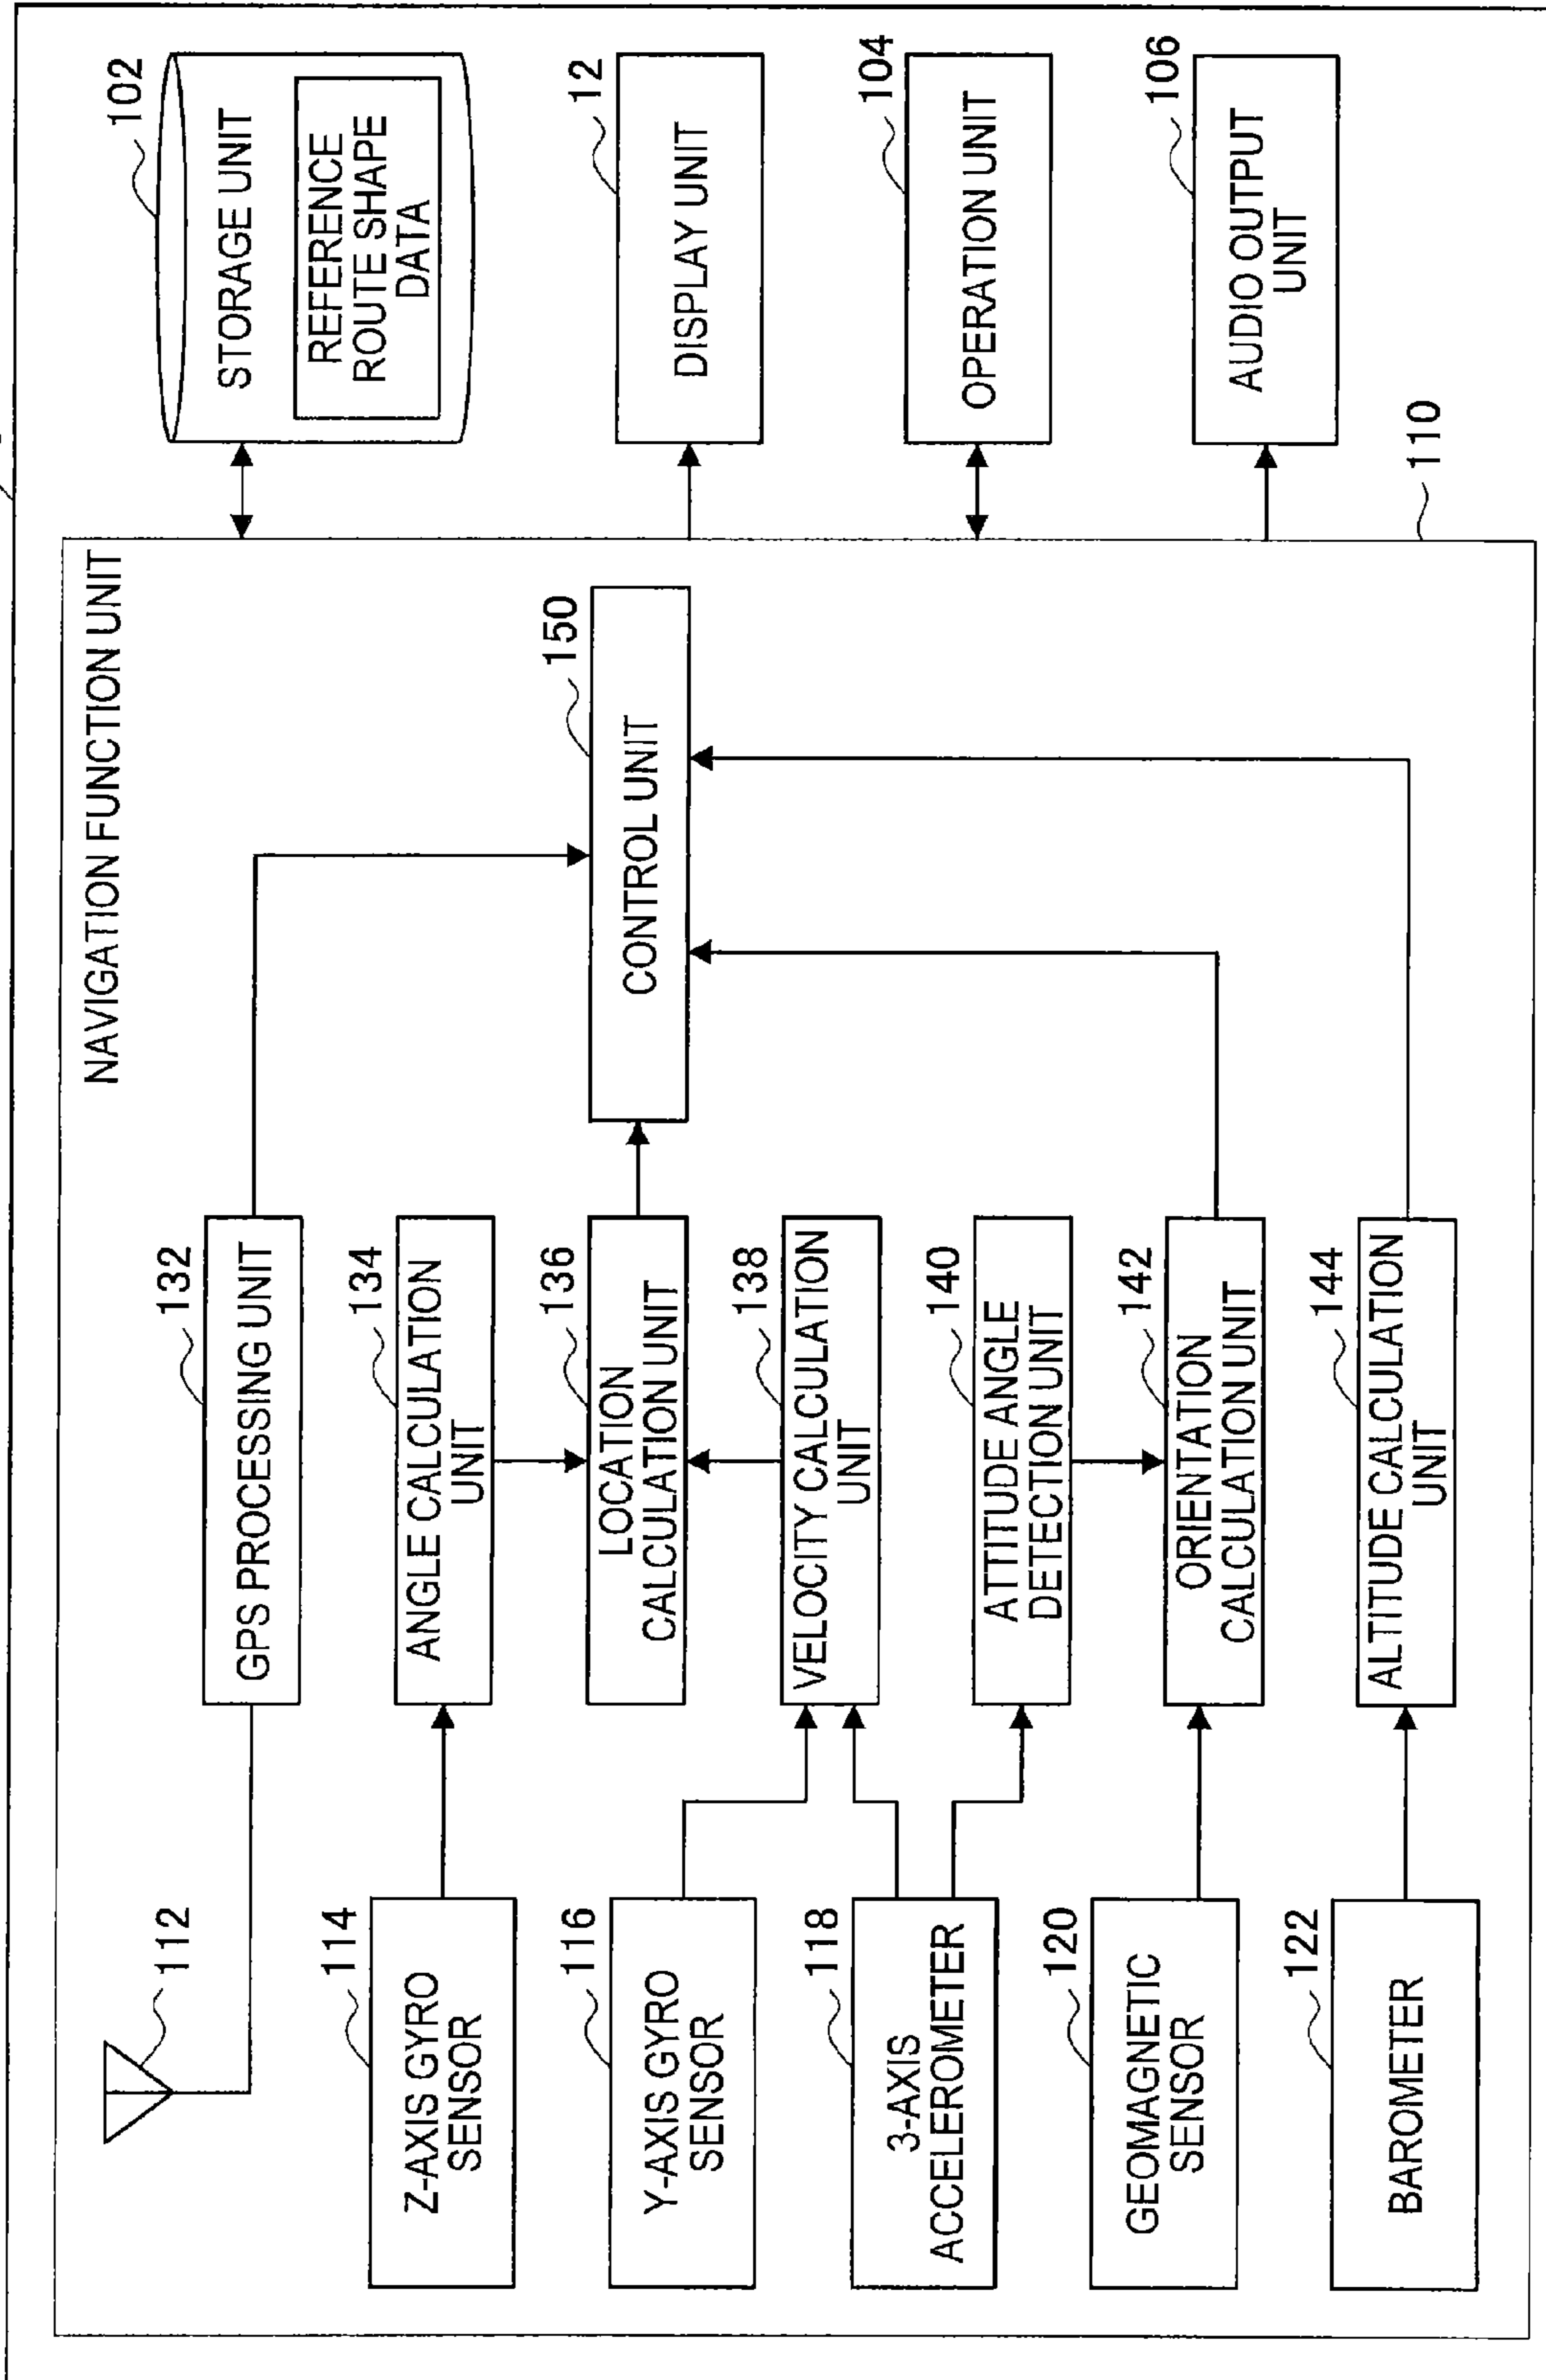 NAVIGATION FUNCTION UNIT
112
114
Z-AXIS GYRO
SENSOR
116
Y-AXIS GYRO
SENSOR
118
3-AXIS
ACCELEROMETER
120
GEOMAGNETIC
SENSOR
122
BAROMETER
132
GPS PROCESSING UNIT
134
ANGLE CALCULATION
UNIT
136
LOCATION
CALCULATION UNIT
138
VELOCITY CALCULATION
UNIT
140
ATTITUDE ANGLE
DETECTION UNIT
142
ORIENTATION
CALCULATION UNIT
144
ALTITUDE CALCULATION
UNIT
150
CONTROL UNIT
110
102
STORAGE UNIT
REFERENCE
ROUTE SHAPE
DATA
12
DISPLAY UNIT
104
OPERATION UNIT
106
AUDIO OUTPUT
UNIT